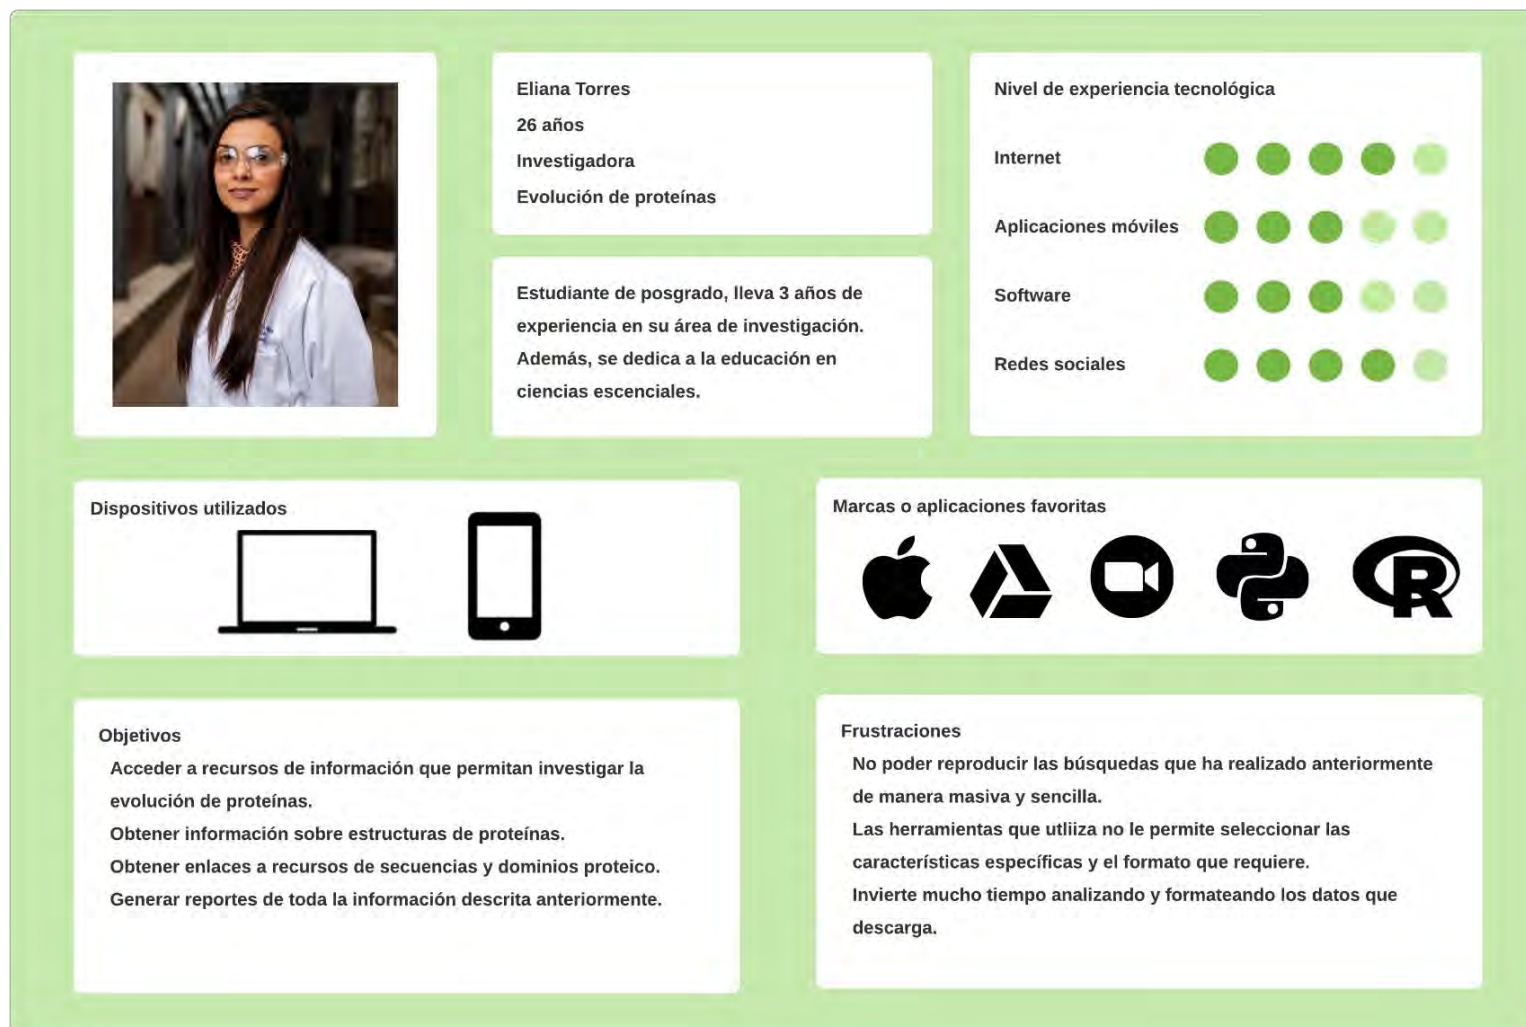 Eliana Torres
26 años
Investigadora
Evolución de proteínas
Estudiante de posgrado, lleva 3 años de
experiencia en su área de investigación.
Además, se dedica a la educación en
ciencias escenciales.
Nivel de experiencia tecnológica
Internet
Aplicaciones móviles
Software
Redes sociales
Dispositivos utilizados
Marcas o aplicaciones favoritas
R
Objetivos
Acceder a recursos de información que permitan investigar la
evolución de proteínas.
Obtener información sobre estructuras de proteínas.
Obtener enlaces a recursos de secuencias y dominios proteico.
Generar reportes de toda la información descrita anteriormente.
Frustraciones
No poder reproducir las búsquedas que ha realizado anteriormente
de manera masiva y sencilla.
Las herramientas que utliiza no le permite seleccionar las
características específicas y el formato que requiere.
Invierte mucho tiempo analizando y formateando los datos que
descarga.